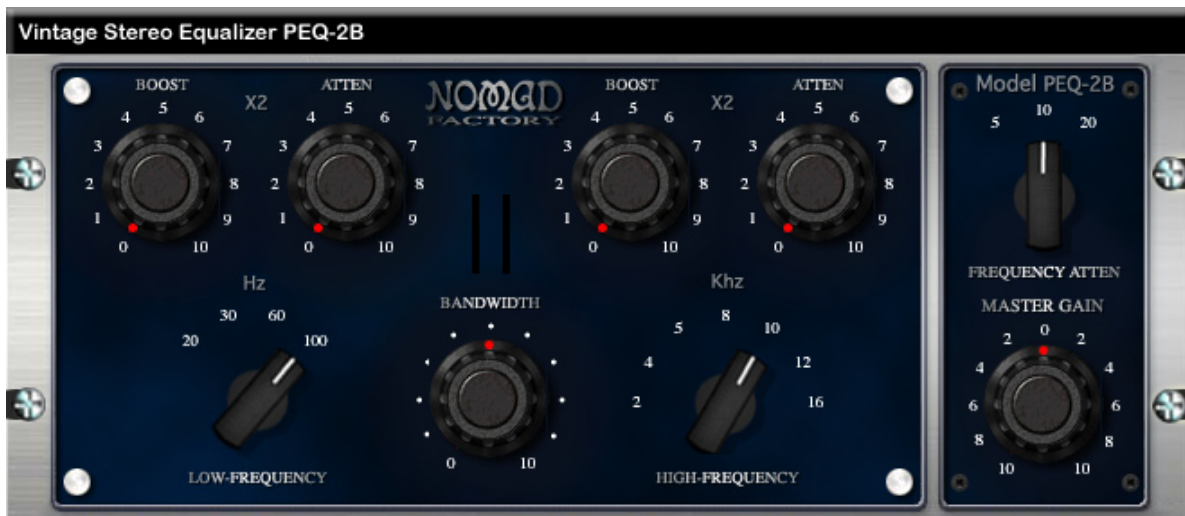 Vintage Stereo Equalizer PEQ-2B
BOOST
X2
ATTEN
0 1 2 3 4 5 6 7 8 9 10
0 1 2 3 4 5 6 7 8 9 10
NOMAD
FACTORY
BOOST
X2
ATTEN
0 1 2 3 4 5 6 7 8 9 10
0 1 2 3 4 5 6 7 8 9 10
Model PEQ-2B
5 10 20
FREQUENCY ATTEN
Hz
20 30 60 100
LOW-FREQUENCY
BANDWIDTH
0 10
Khz
2 4 5 8 10 12 16
HIGH-FREQUENCY
MASTER GAIN
10 8 6 4 2 0 2 4 6 8 10